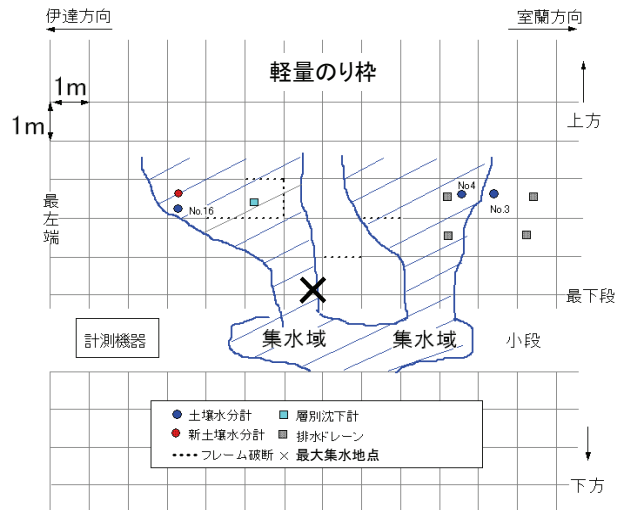 伊達方向
室蘭方向
軽量のり枠
1m
1m
上方
最左端
No.16
No4
No.3
最下段
計測機器
集水域
集水域
小段
土壌水分計
層別沈下計
新土壌水分計
排水ドレーン
フレーム破断
× 最大集水地点
下方